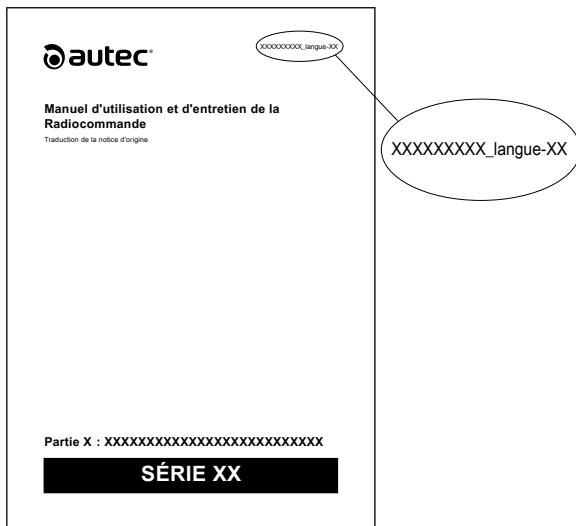 autec
XXXXXXXXX_langue-XX
Manuel d'utilisation et d'entretien de la
Radiocommande
Traduction de la notice d'origine
XXXXXXXXX_langue-XX
Partie X : XXXXXXXXXXXXXXXXXXXXXXXXXX
SÉRIE XX